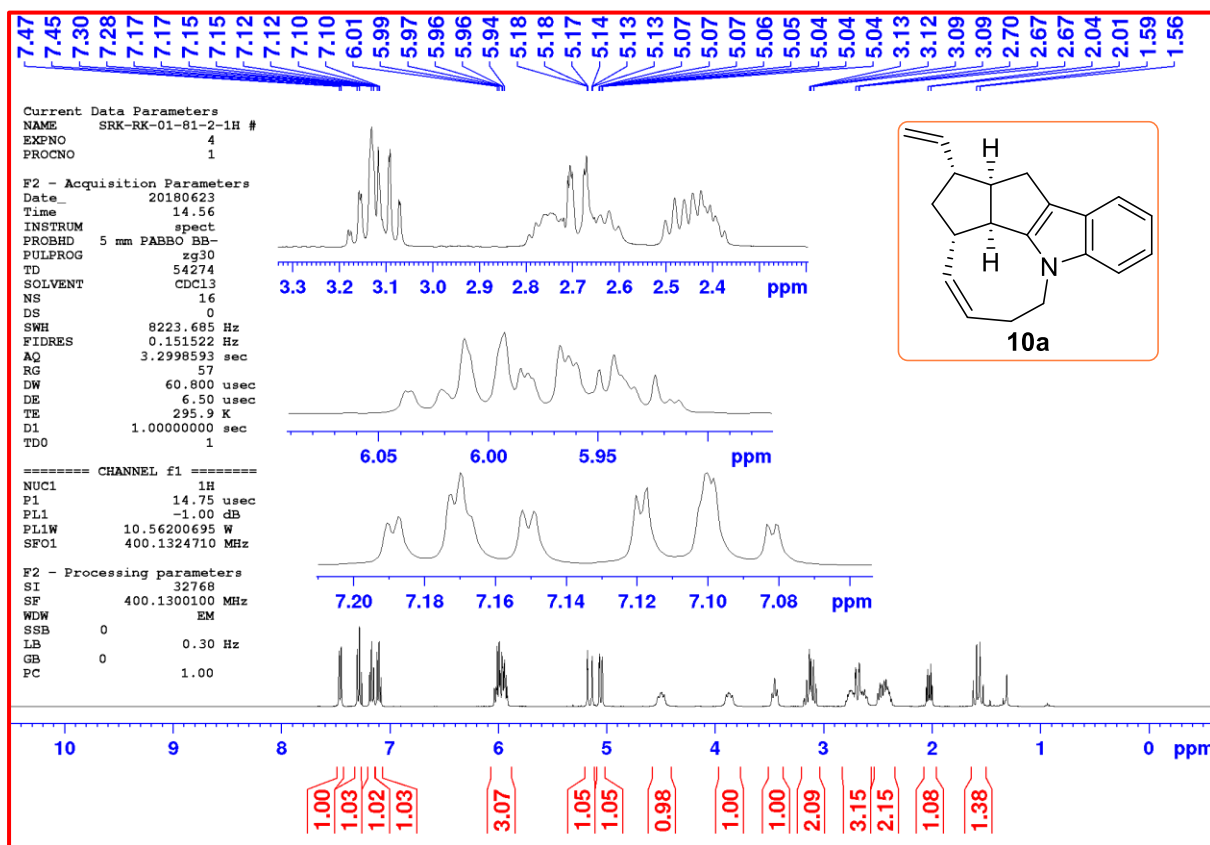 7.47 7.45 7.30 7.28 7.17 7.17 7.15 7.15 7.12 7.10 7.10 6.01 5.99 5.97 5.96 5.96 5.94 5.18 5.18 5.17 5.14 5.13 5.13 5.07 5.07 5.06 5.05 5.04 5.04 5.04 3.13 3.12 3.09 3.09 2.70 2.67 2.67 2.04 2.01 1.59 1.56
Current Data Parameters
NAME SRK-RK-01-81-2-1H #
EXPNO 4
PROCNO 1
F2 - Acquisition Parameters
Date_ 20180623
Time 14.56
INSTRUM spect
PROBHD 5 mm PABBO BB-
PULPROG zg30
TD 54274
SOLVENT CDCl3
NS 16
DS 0
SWH 8223.685 Hz
FIDRES 0.151522 Hz
AQ 3.2998593 sec
RG 57
DW 60.800 usec
DE 6.50 usec
TE 295.9 K
D1 1.00000000 sec
TD0 1
======== CHANNEL f1 ========
NUC1 1H
P1 14.75 usec
PL1 -1.00 dB
PL1W 10.56200695 W
SFO1 400.1324710 MHz
F2 - Processing parameters
SI 32768
SF 400.1300100 MHz
WDW EM
SSB 0
LB 0.30 Hz
GB 0
PC 1.00
3.3 3.2 3.1 3.0 2.9 2.8 2.7 2.6 2.5 2.4 ppm
6.05 6.00 5.95 ppm
7.20 7.18 7.16 7.14 7.12 7.10 7.08 ppm
H
H
N
10a
10 9 8 7 6 5 4 3 2 1 0 ppm
1.00 1.03 1.02 1.03 3.07 1.05 1.05 0.98 1.00 1.00 2.09 3.15 2.15 1.08 1.38